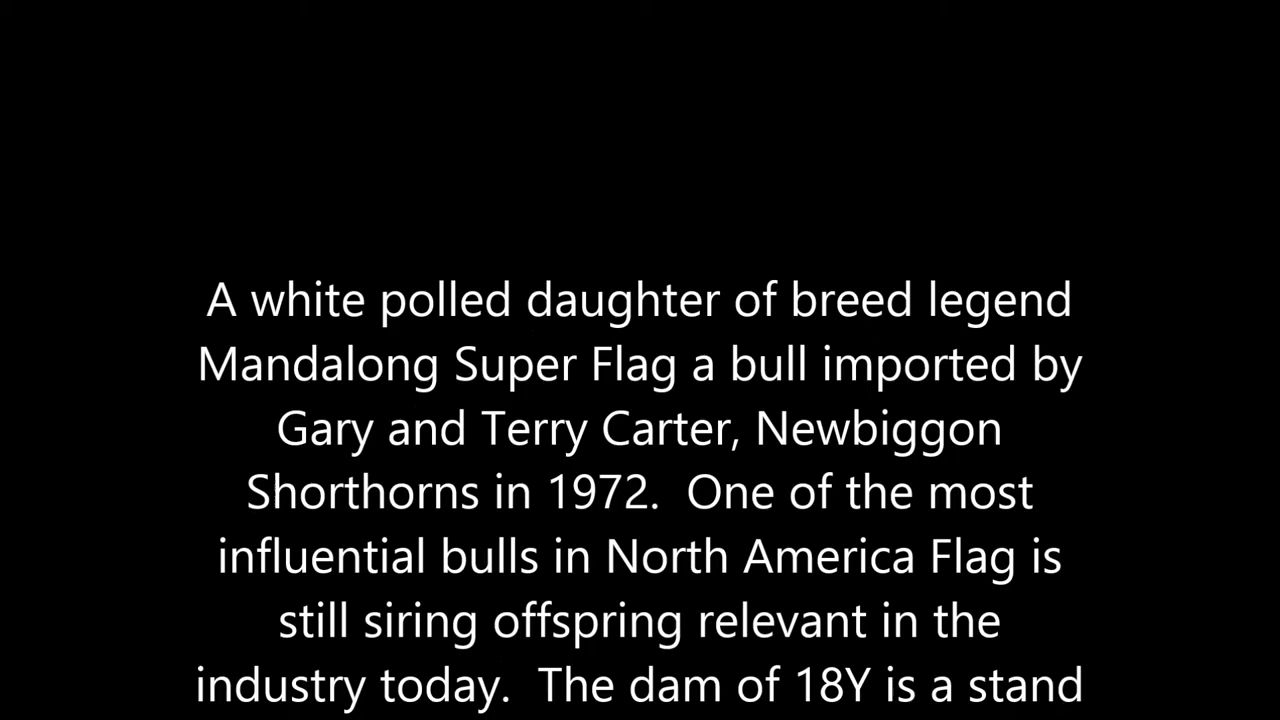 A white polled daughter of breed legend
Mandalong Super Flag a bull imported by
Gary and Terry Carter, Newbiggon
Shorthorns in 1972.  One of the most
influential bulls in North America Flag is
still siring offspring relevant in the
industry today.  The dam of 18Y is a stand